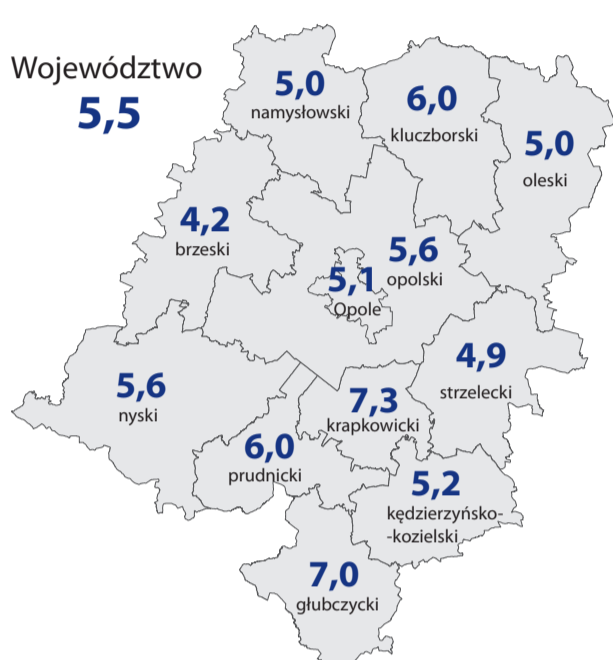 Województwo
5,5
5,0
namysłowski
6,0
kluczborski
5,0
oleski
4,2
brzeski
5,6
opolski
5,1
Opole
4,9
strzelecki
5,6
nyski
7,3
krapkowicki
6,0
prudnicki
5,2
kędzierzyńsko-
-kozielski
7,0
głubczycki